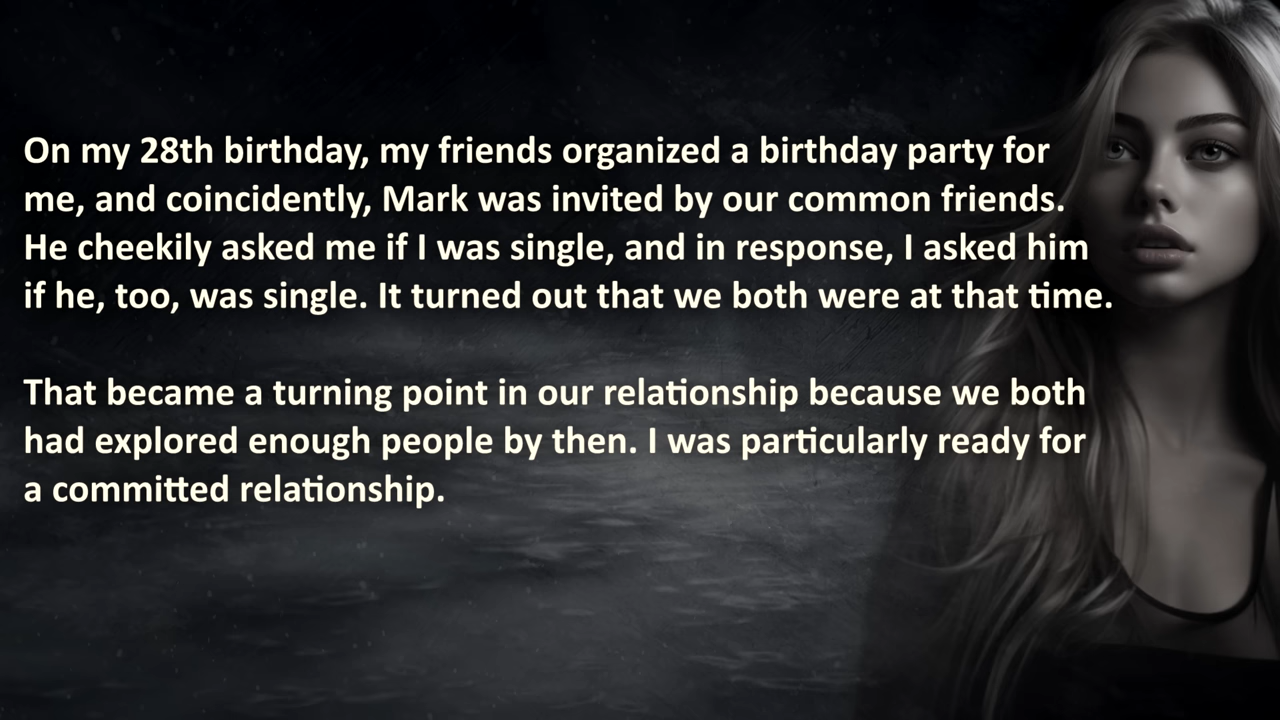 On my 28th birthday, my friends organized a birthday party for
me, and coincidently, Mark was invited by our common friends.
He cheekily asked me if I was single, and in response, I asked him
if he, too, was single. It turned out that we both were at that time.
That became a turning point in our relationship because we both
had explored enough people by then. I was particularly ready for
a committed relationship.